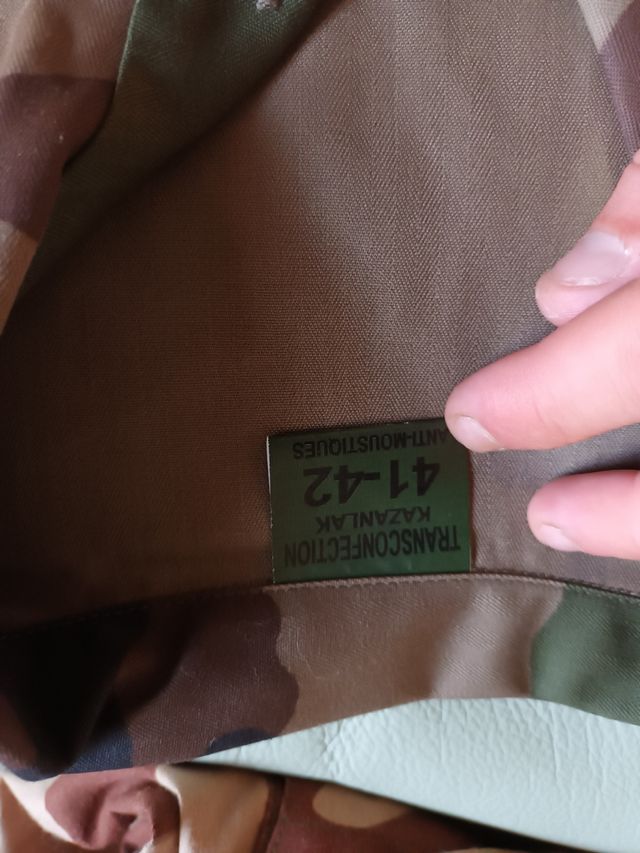 TRANSCONFECTION
KAZANLAK
41-42
ANTI-MOUSTIQUES